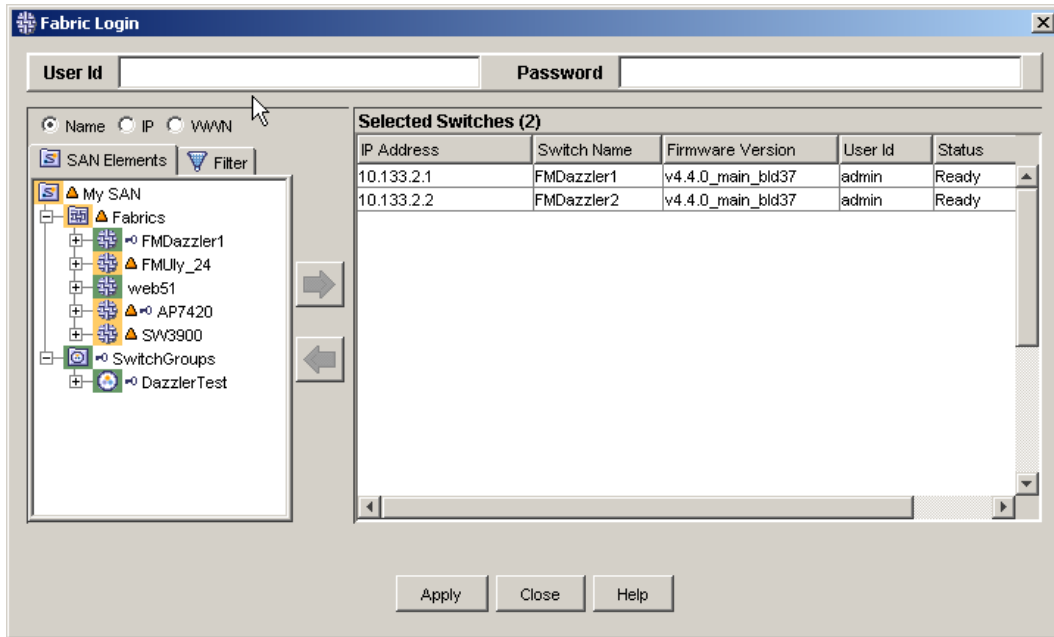 Fabric Login
User Id
Password
Name IP WWN
SAN Elements Filter
My SAN
Fabrics
FMDazzler1
FMUly_24
web51
AP7420
SW3900
SwitchGroups
DazzlerTest
Selected Switches (2)
IP Address Switch Name Firmware Version User Id Status
10.133.2.1 FMDazzler1 v4.4.0_main_bld37 admin Ready
10.133.2.2 FMDazzler2 v4.4.0_main_bld37 admin Ready
Apply Close Help